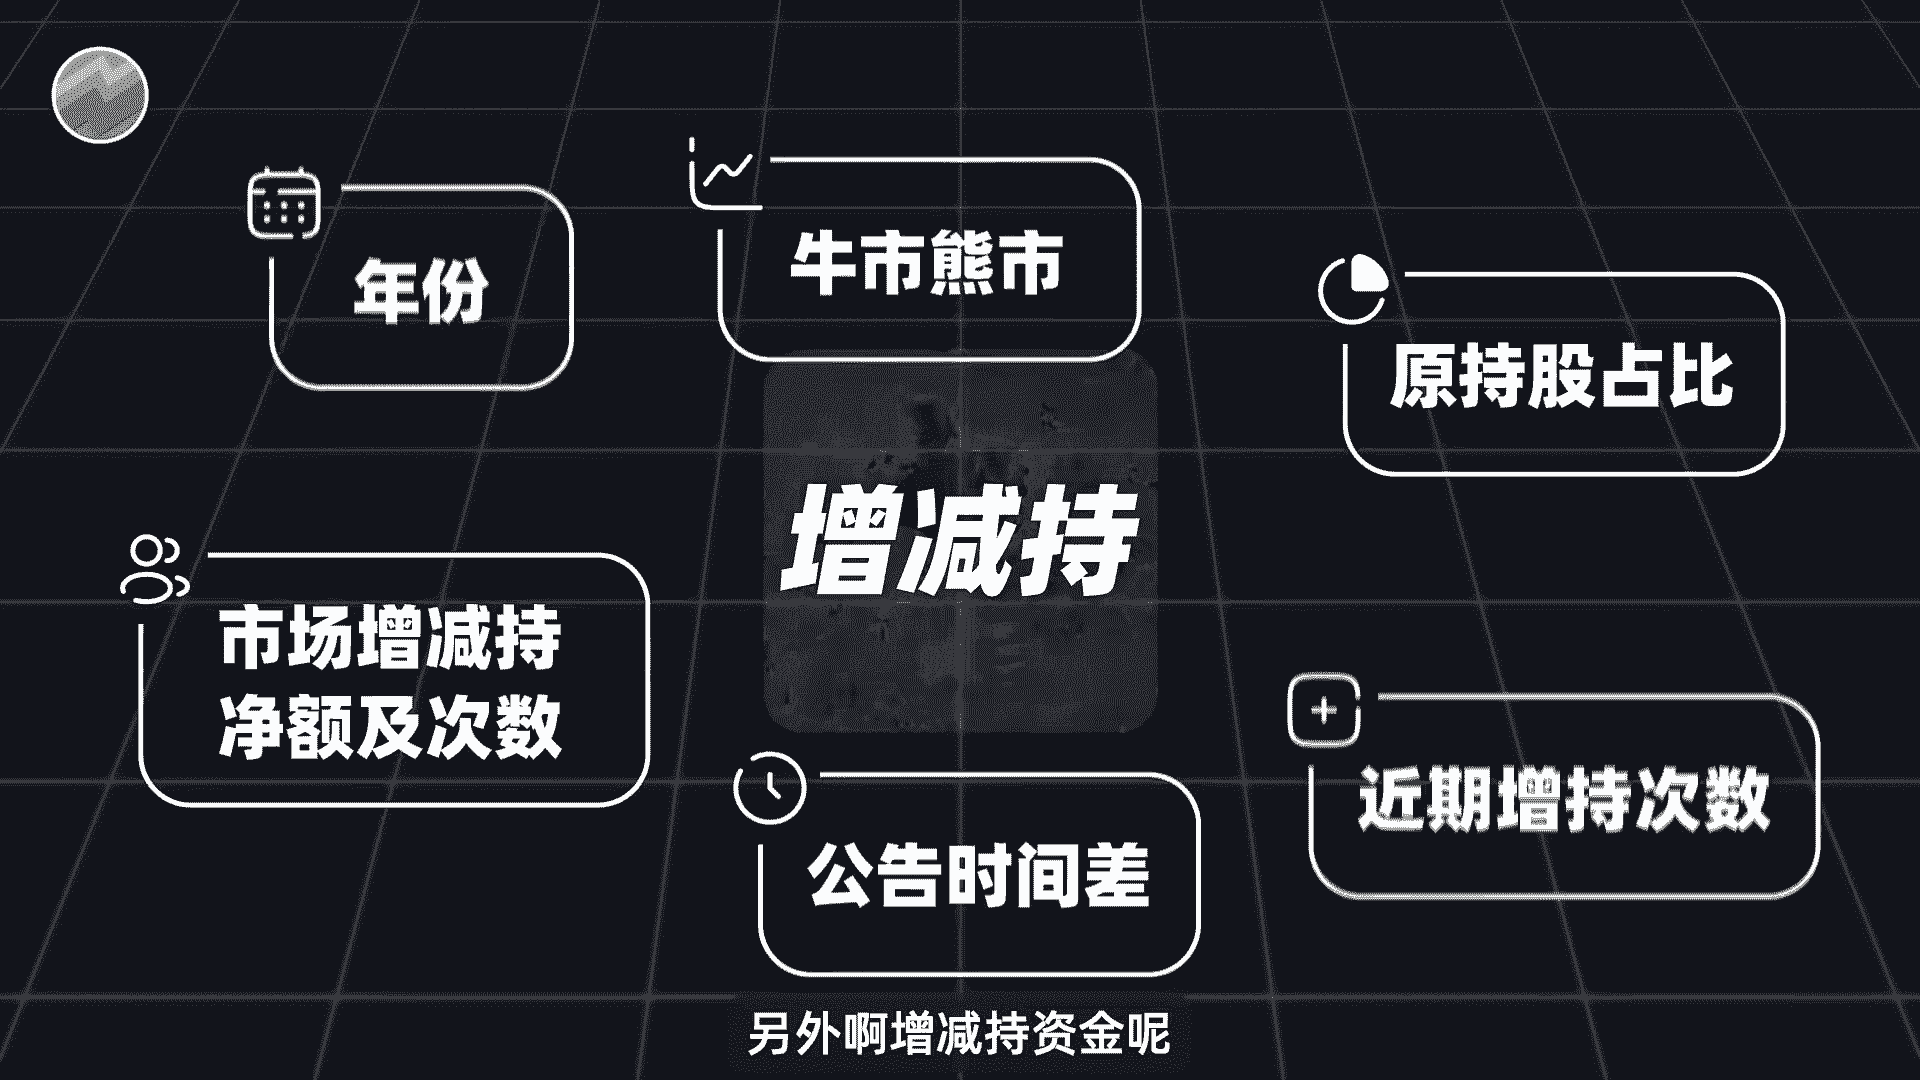 年份
牛市熊市
原持股占比
增减持
市场增减持
净额及次数
公告时间差
近期增持次数
另外啊增减持资金呢